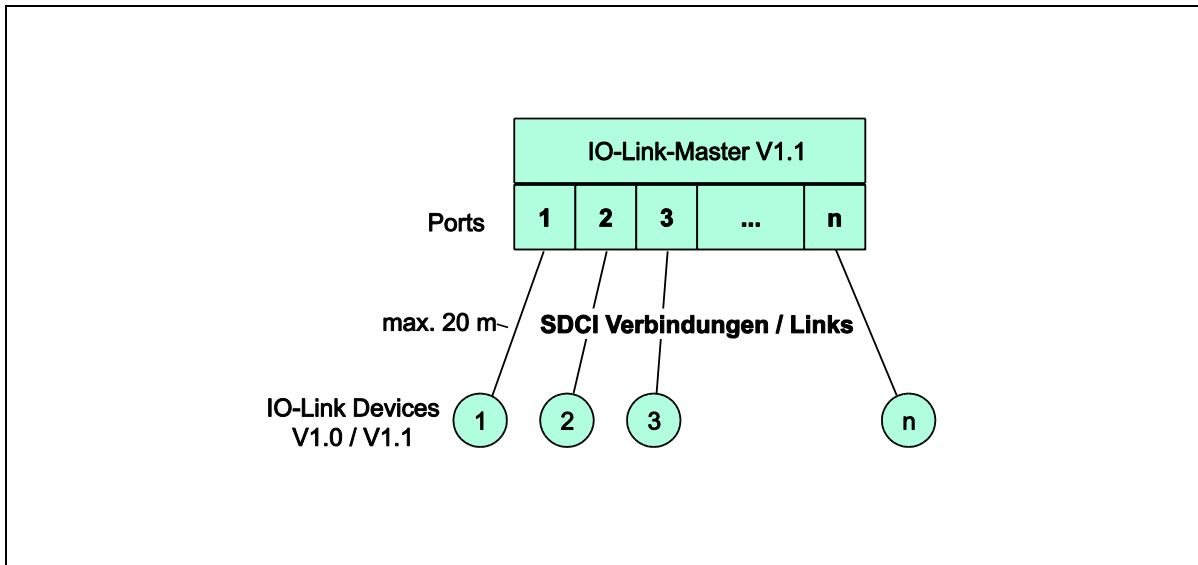 IO-Link-Master V1.1
Ports
1
2
3
...
n
max. 20 m
SDCI Verbindungen / Links
IO-Link Devices
V1.0 / V1.1
1
2
3
n